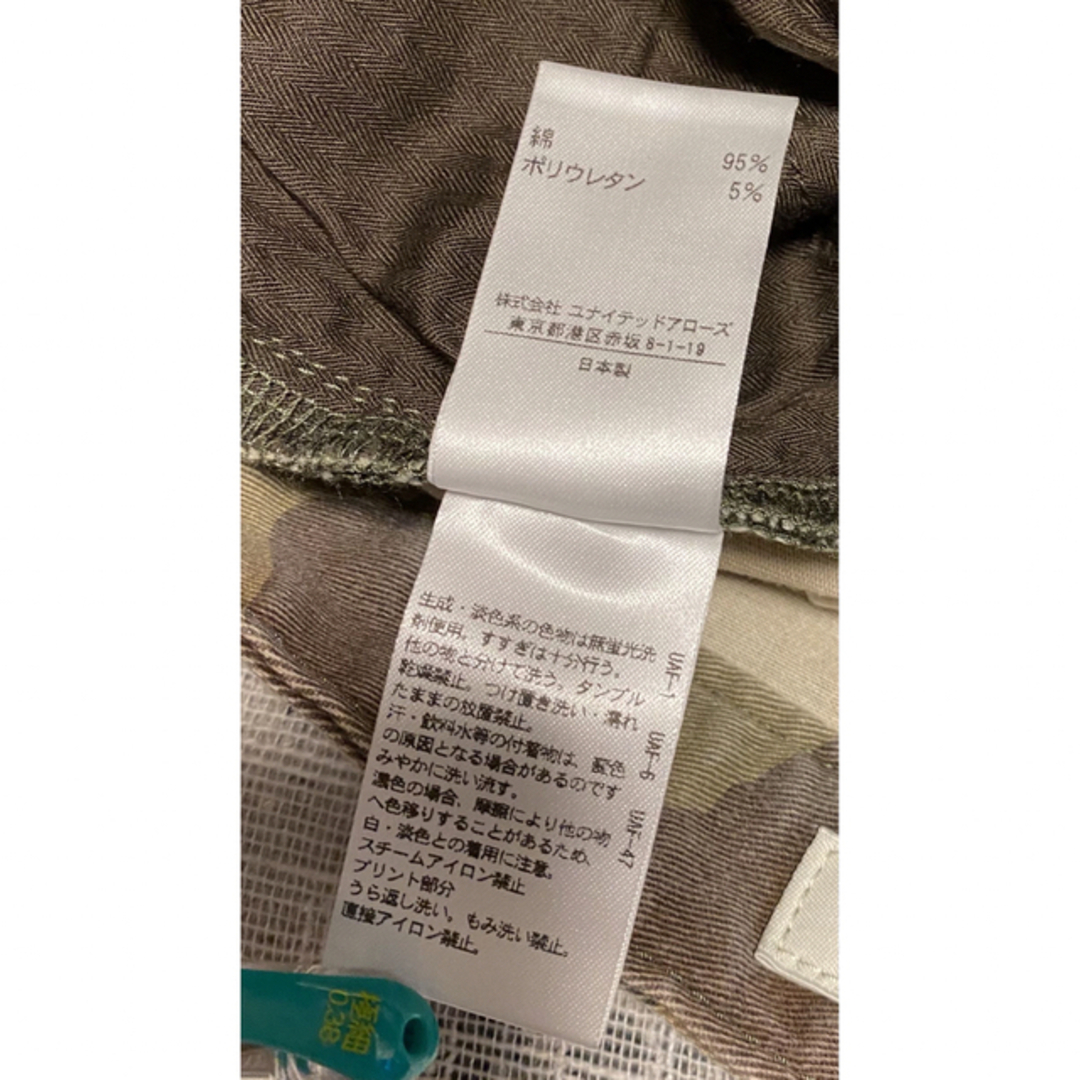 綿 95%
ポリウレタン 5%
株式会社 ユナイテッドアローズ
東京都港区赤坂 8-1-19
日本製
生成・淡色系の色物は無蛍光洗
剤使用。すすぎは十分行う。
他の物と分けて洗う。タンブル
乾燥禁止。つけ置き洗い・濡れ
たままの放置禁止。
汗・飲料水等の付着物は、変色
の原因となる場合があるのです
みやかに洗い流す。
濃色の場合、摩擦により他の物
へ色移りすることがあるため、
白・淡色との着用に注意。
スチームアイロン禁止
プリント部分
うら返し洗い。もみ洗い禁止。
直接アイロン禁止。
UAF-1 UAF-6 UAF-47
極細